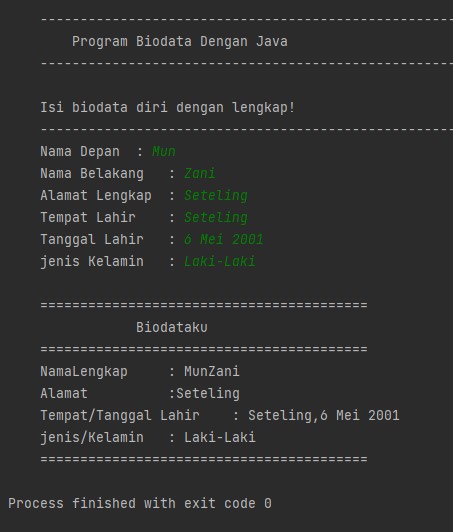 ----------------------------------------------------
Program Biodata Dengan Java
----------------------------------------------------
Isi biodata diri dengan lengkap!
----------------------------------------------------
Nama Depan  : Mun
Nama Belakang   : Zani
Alamat Lengkap  : Seteling
Tempat Lahir    : Seteling
Tanggal Lahir   : 6 Mei 2001
jenis Kelamin   : Laki-Laki
=========================================
Biodataku
=========================================
NamaLengkap     : MunZani
Alamat          :Seteling
Tempat/Tanggal Lahir    : Seteling,6 Mei 2001
jenis/Kelamin   : Laki-Laki
=========================================
Process finished with exit code 0